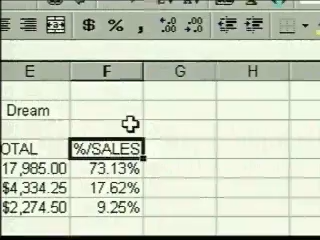 $ % ,
E F G H
Dream
OTAL %/SALES
17,985.00 73.13%
$4,334.25 17.62%
$2,274.50 9.25%